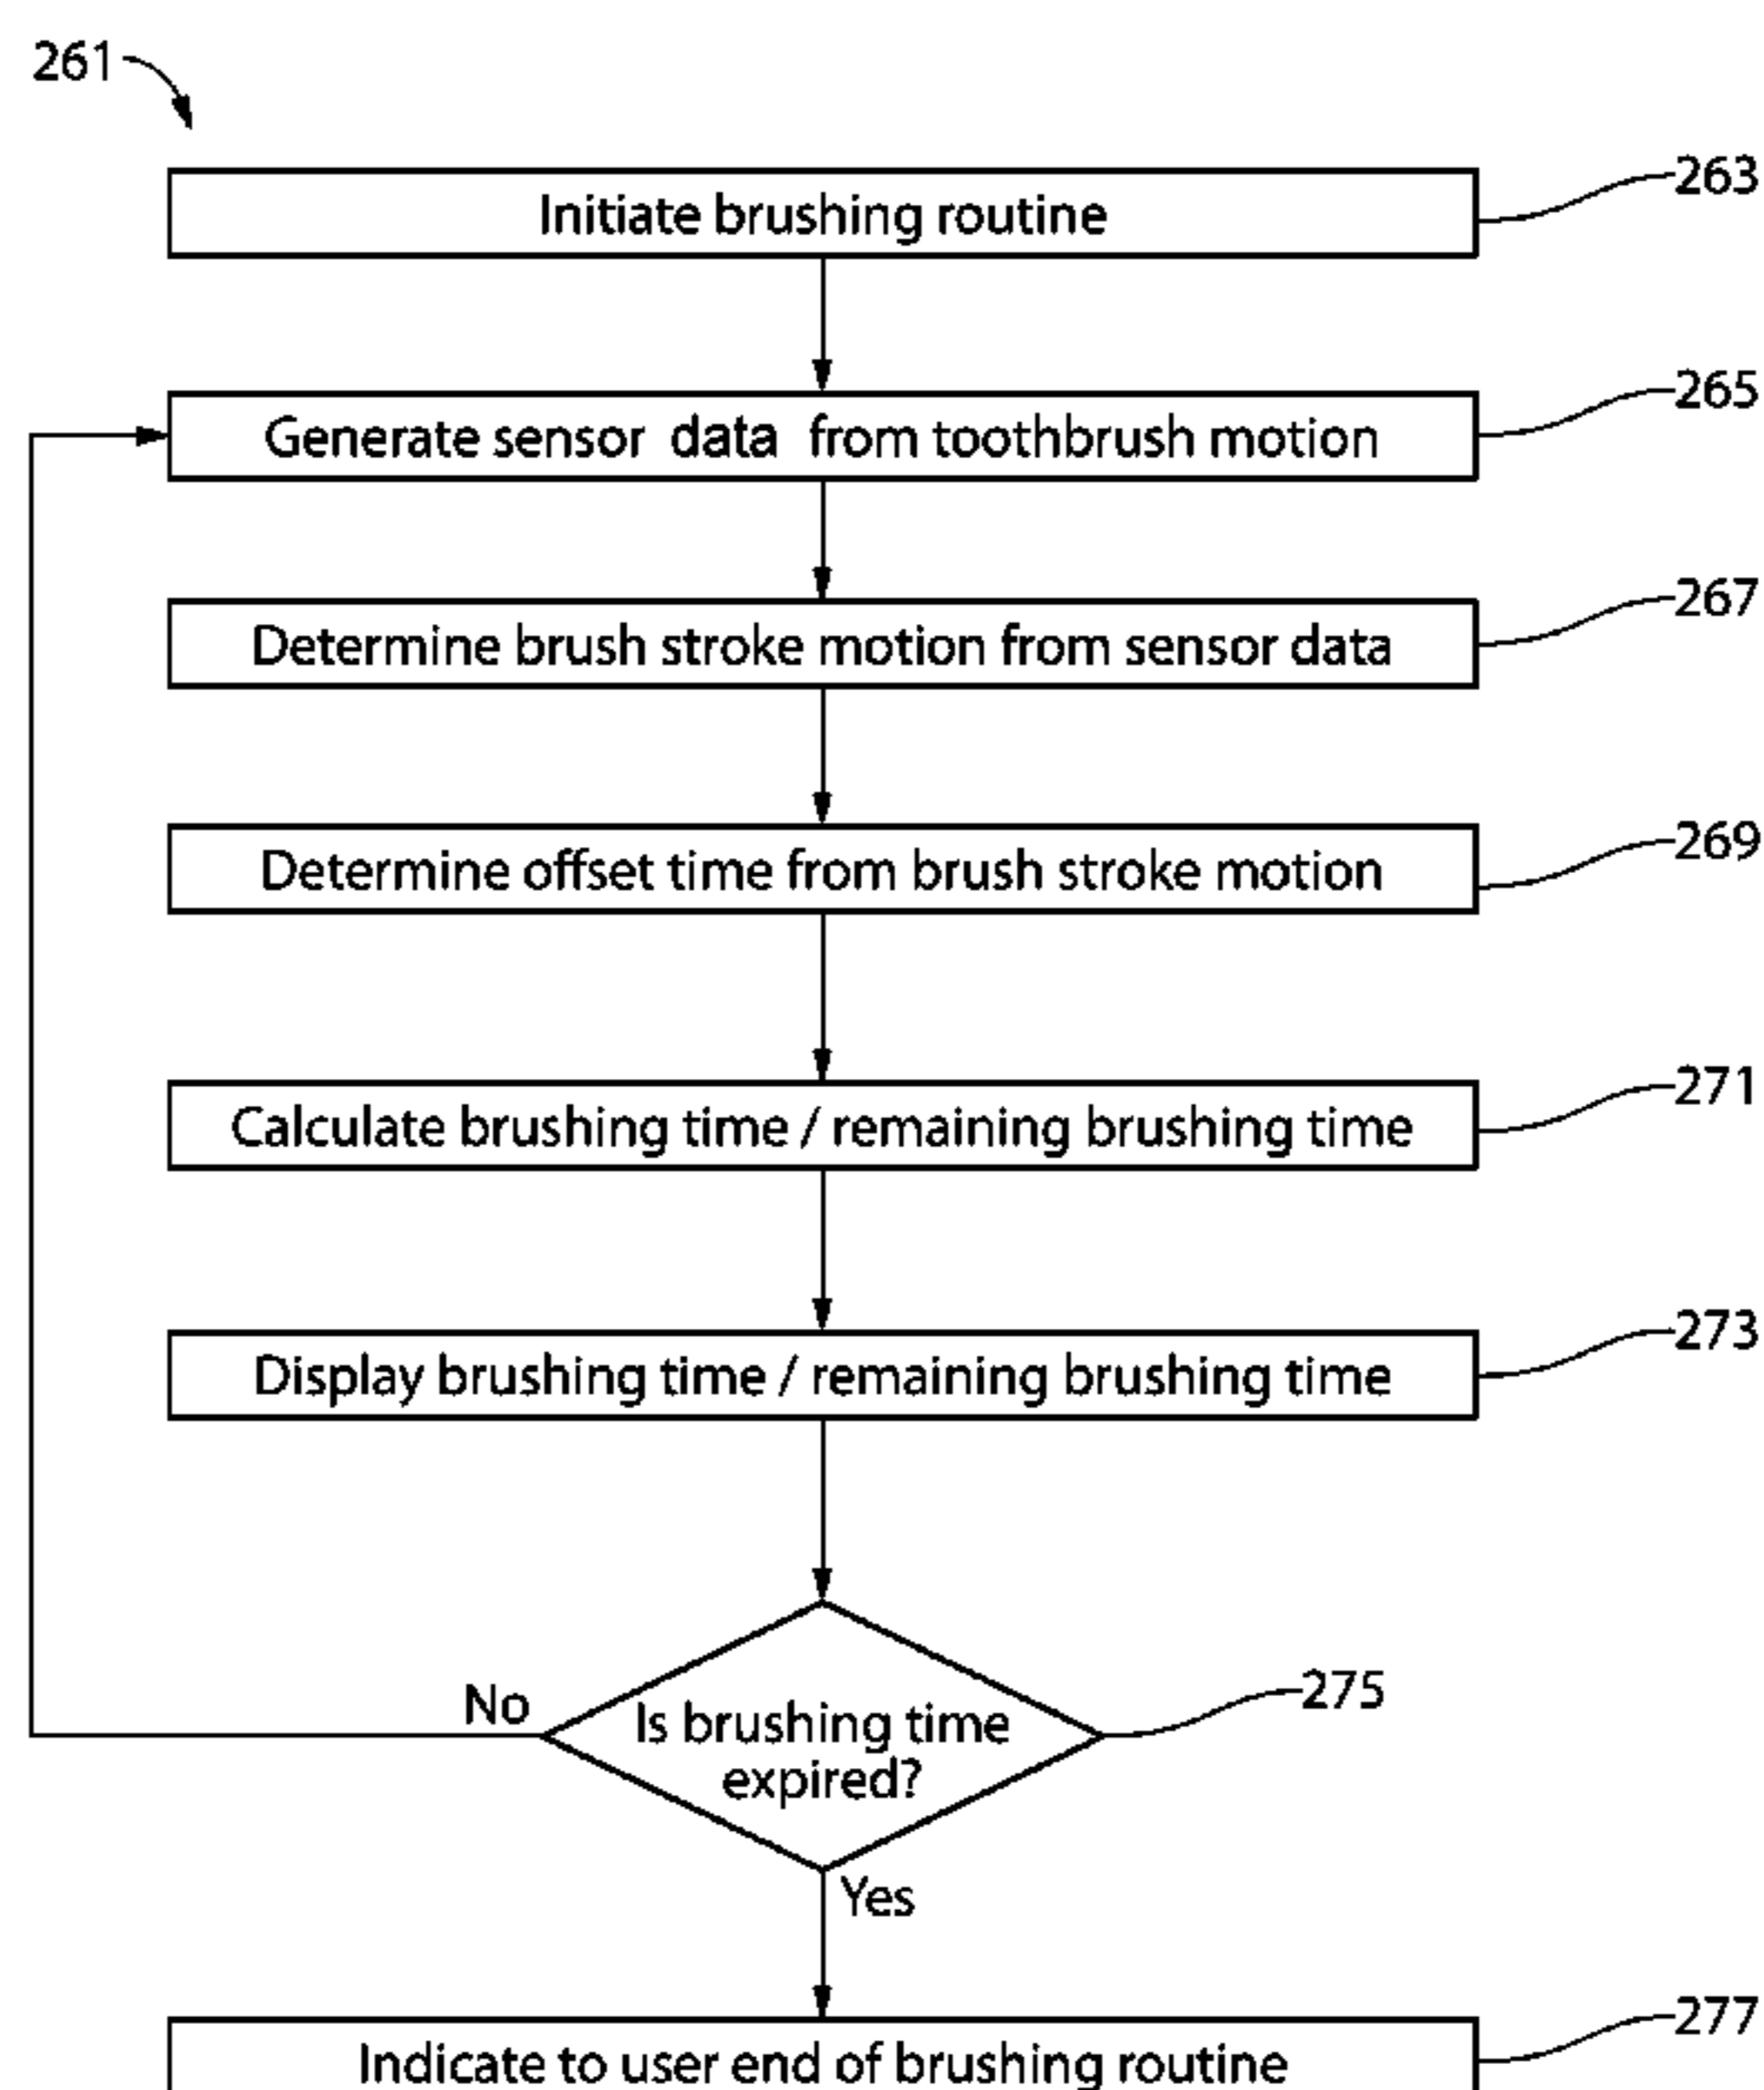 261
Initiate brushing routine
263
Generate sensor data from toothbrush motion
265
Determine brush stroke motion from sensor data
267
Determine offset time from brush stroke motion
269
Calculate brushing time / remaining brushing time
271
Display brushing time / remaining brushing time
273
No
Is brushing time
expired?
275
Yes
Indicate to user end of brushing routine
277